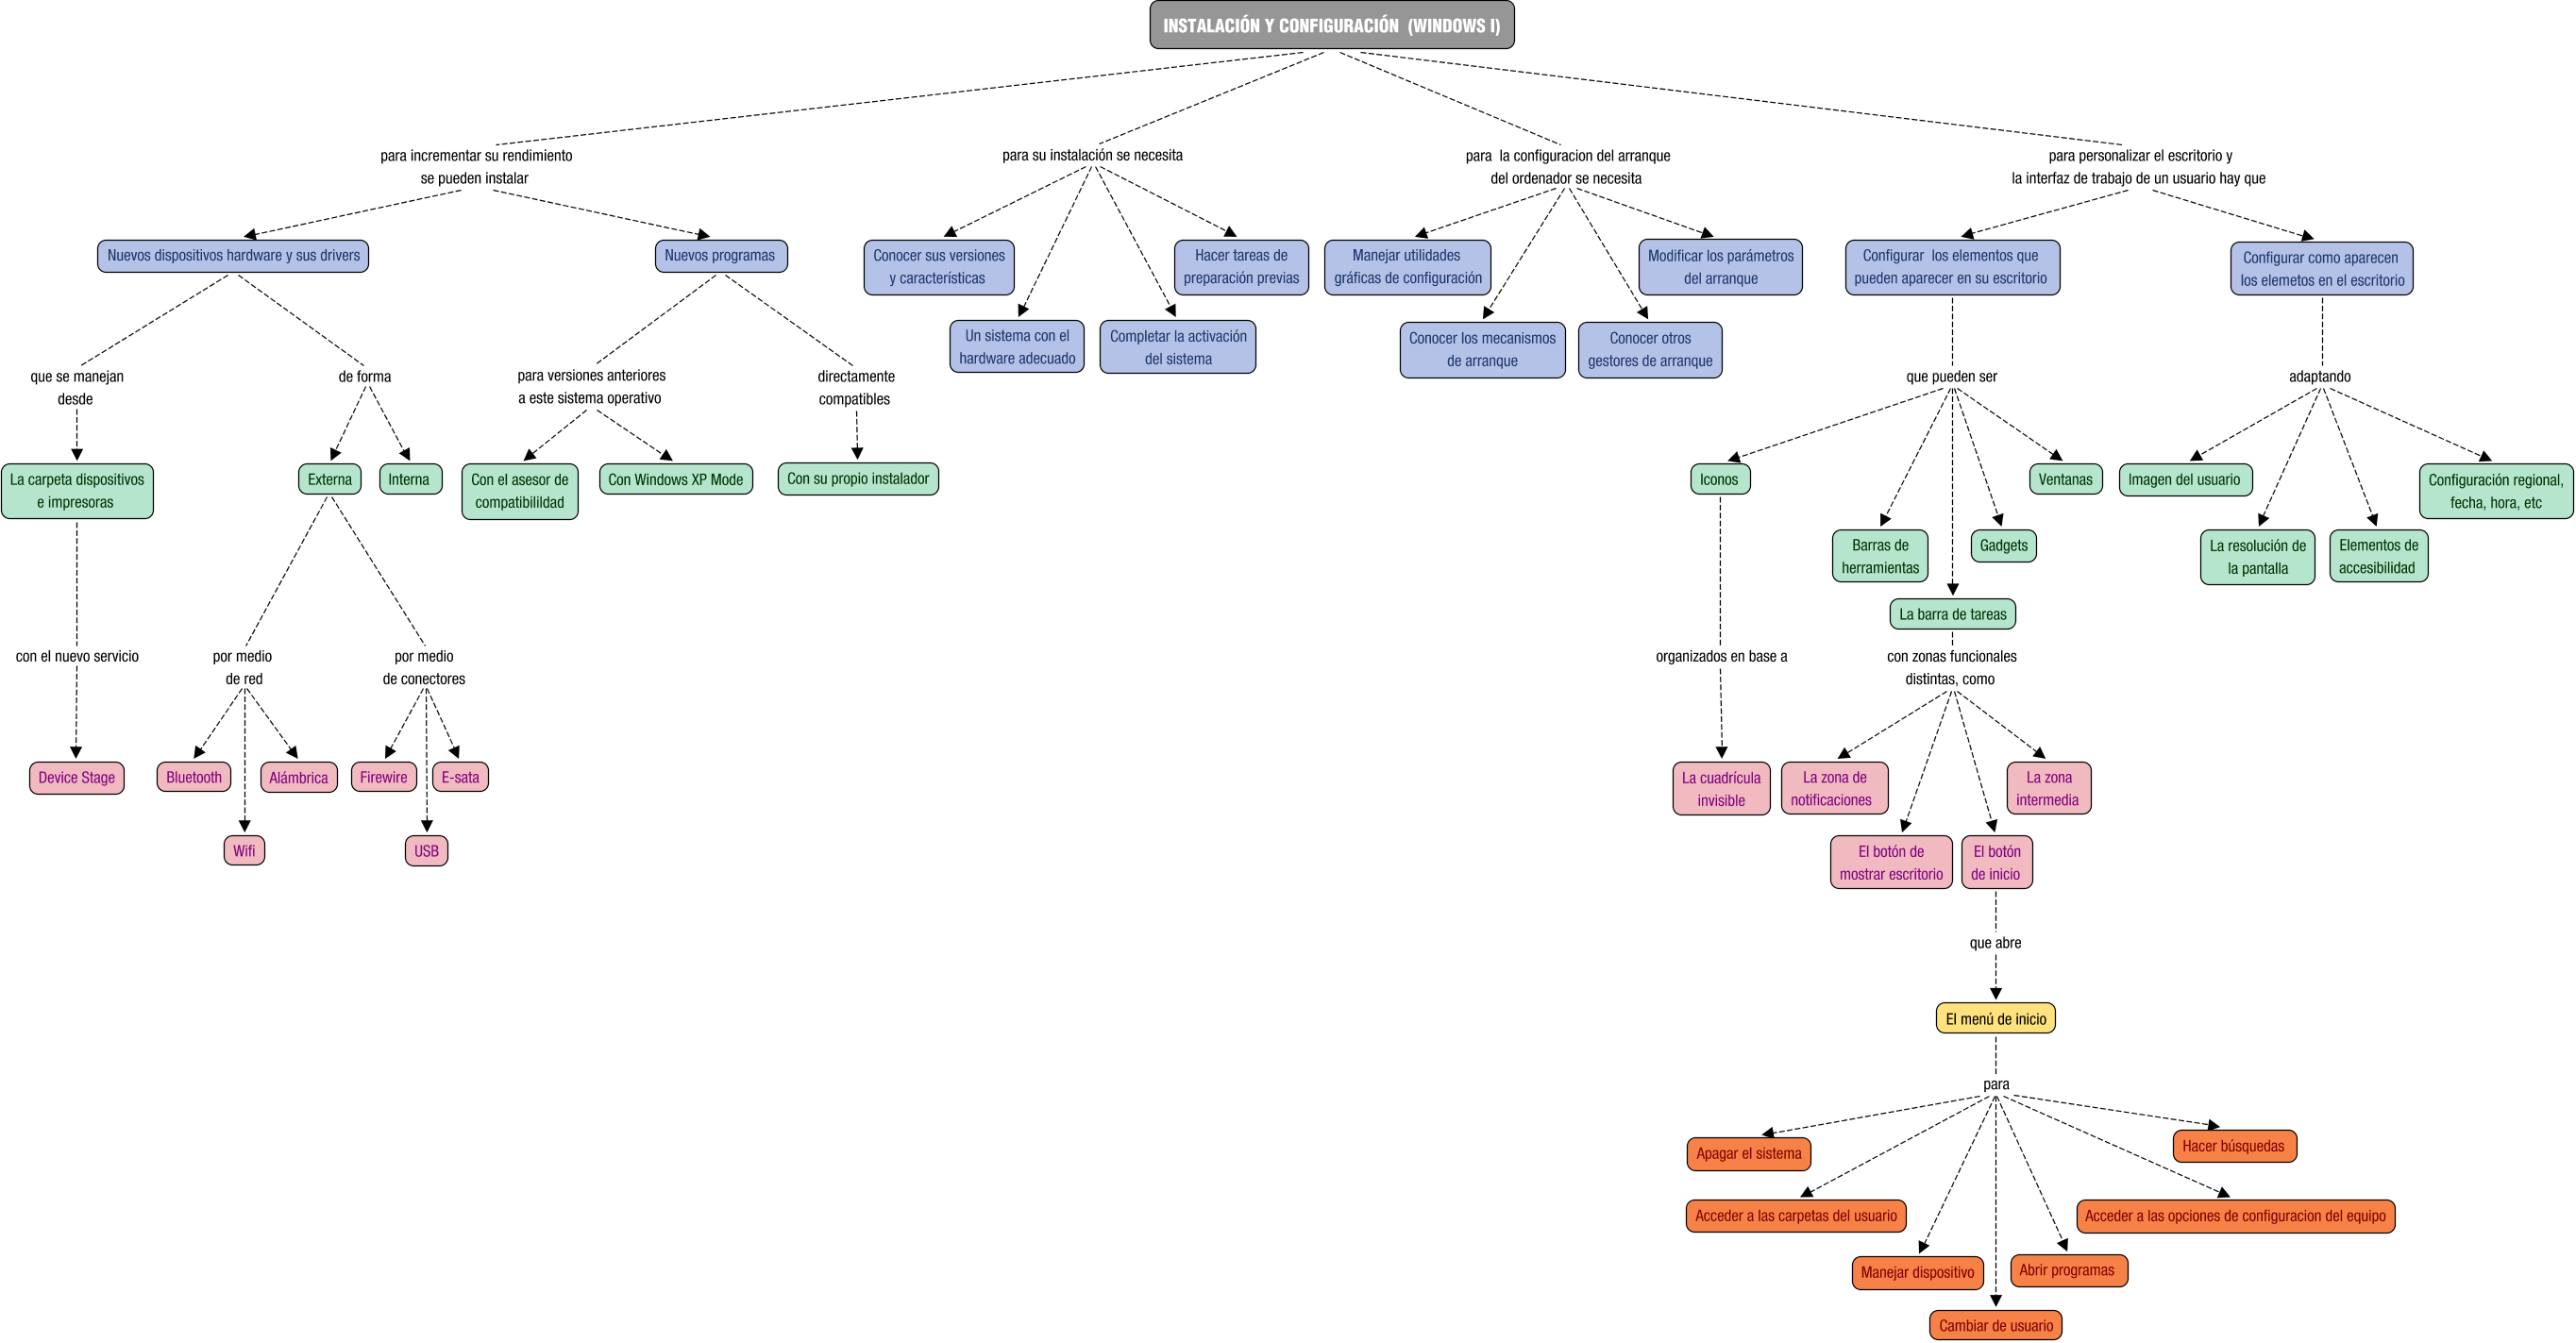 INSTALACIÓN Y CONFIGURACIÓN (WINDOWS I)
para incrementar su rendimiento
se pueden instalar
para su instalación se necesita
para la configuracion del arranque
del ordenador se necesita
para personalizar el escritorio y
la interfaz de trabajo de un usuario hay que
Nuevos dispositivos hardware y sus drivers
Nuevos programas
Conocer sus versiones
y características
Hacer tareas de
preparación previas
Manejar utilidades
gráficas de configuración
Modificar los parámetros
del arranque
Configurar los elementos que
pueden aparecer en su escritorio
Configurar como aparecen
los elemetos en el escritorio
Un sistema con el
hardware adecuado
Completar la activación
del sistema
Conocer los mecanismos
de arranque
Conocer otros
gestores de arranque
que se manejan
desde
de forma
para versiones anteriores
a este sistema operativo
directamente
compatibles
que pueden ser
adaptando
La carpeta dispositivos
e impresoras
Externa
Interna
Con el asesor de
compatibilildad
Con Windows XP Mode
Con su propio instalador
Iconos
Ventanas
Imagen del usuario
Configuración regional,
fecha, hora, etc
Barras de
herramientas
Gadgets
La resolución de
la pantalla
Elementos de
accesibilidad
La barra de tareas
con el nuevo servicio
por medio
de red
por medio
de conectores
organizados en base a
con zonas funcionales
distintas, como
Device Stage
Bluetooth
Alámbrica
Firewire
E-sata
La cuadrícula
invisible
La zona de
notificaciones
La zona
intermedia
Wifi
USB
El botón de
mostrar escritorio
El botón
de inicio
que abre
El menú de inicio
para
Apagar el sistema
Hacer búsquedas
Acceder a las carpetas del usuario
Acceder a las opciones de configuracion del equipo
Manejar dispositivo
Abrir programas
Cambiar de usuario